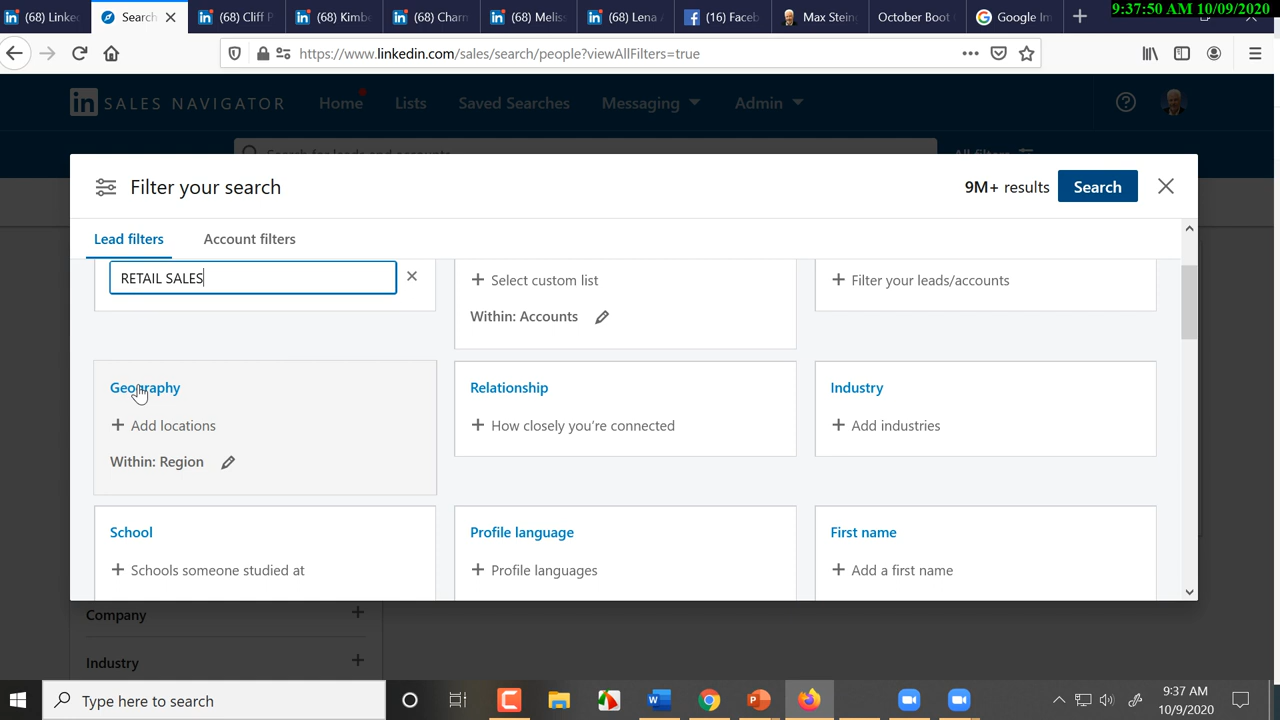 9:37:50 AM 10/09/2020
(68) Linke
Search
(68) Cliff P
(68) Kimbe
(68) Charm
(68) Meliss
(68) Lena A
(16) Faceb
Max Stein
October Boot
Google Im
https://www.linkedin.com/sales/search/people?viewAllFilters=true
in SALES NAVIGATOR
Home
Lists
Saved Searches
Messaging
Admin
Filter your search
9M+ results
Search
Lead filters
Account filters
RETAIL SALES
+ Select custom list
+ Filter your leads/accounts
Within: Accounts
Geography
Relationship
Industry
+ Add locations
+ How closely you're connected
+ Add industries
Within: Region
School
Profile language
First name
+ Schools someone studied at
+ Profile languages
+ Add a first name
Company +
Industry +
Type here to search
9:37 AM
10/9/2020